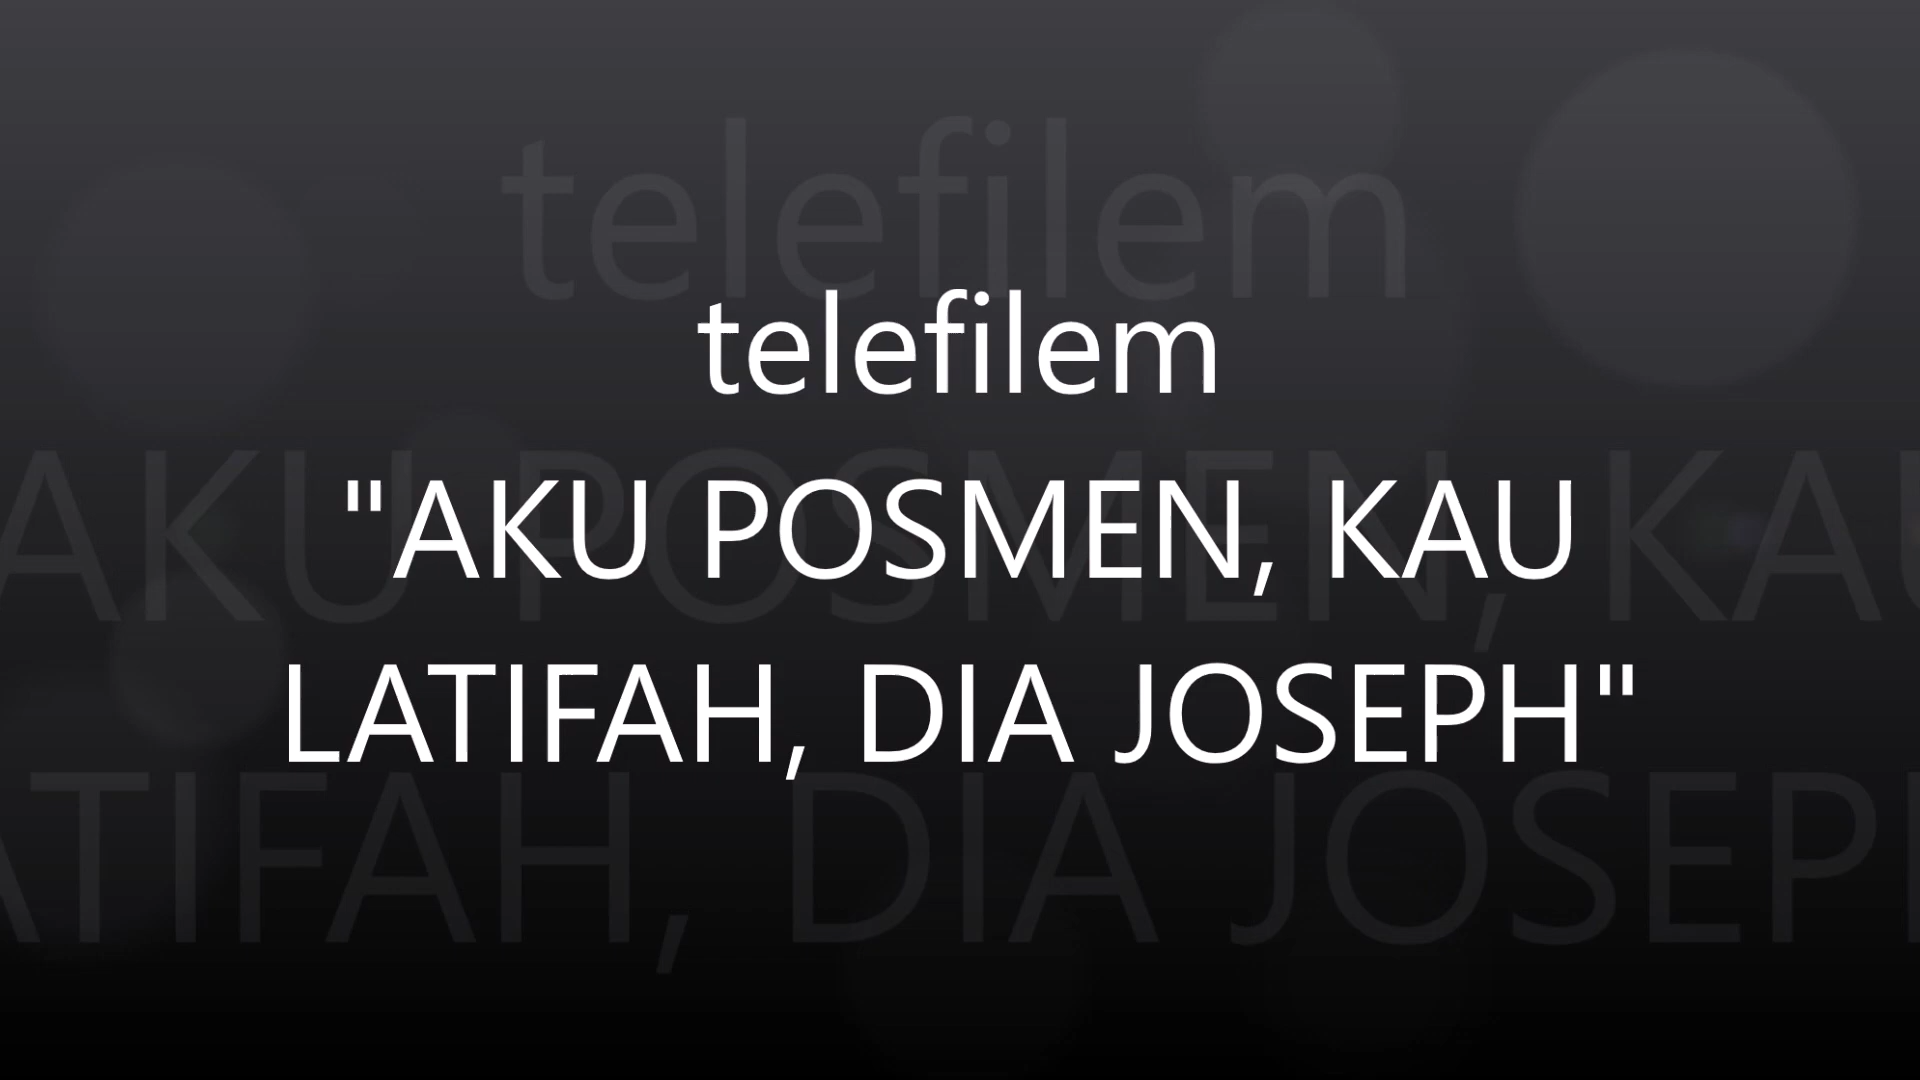 telefilem
"AKU POSMEN, KAU
LATIFAH, DIA JOSEPH"